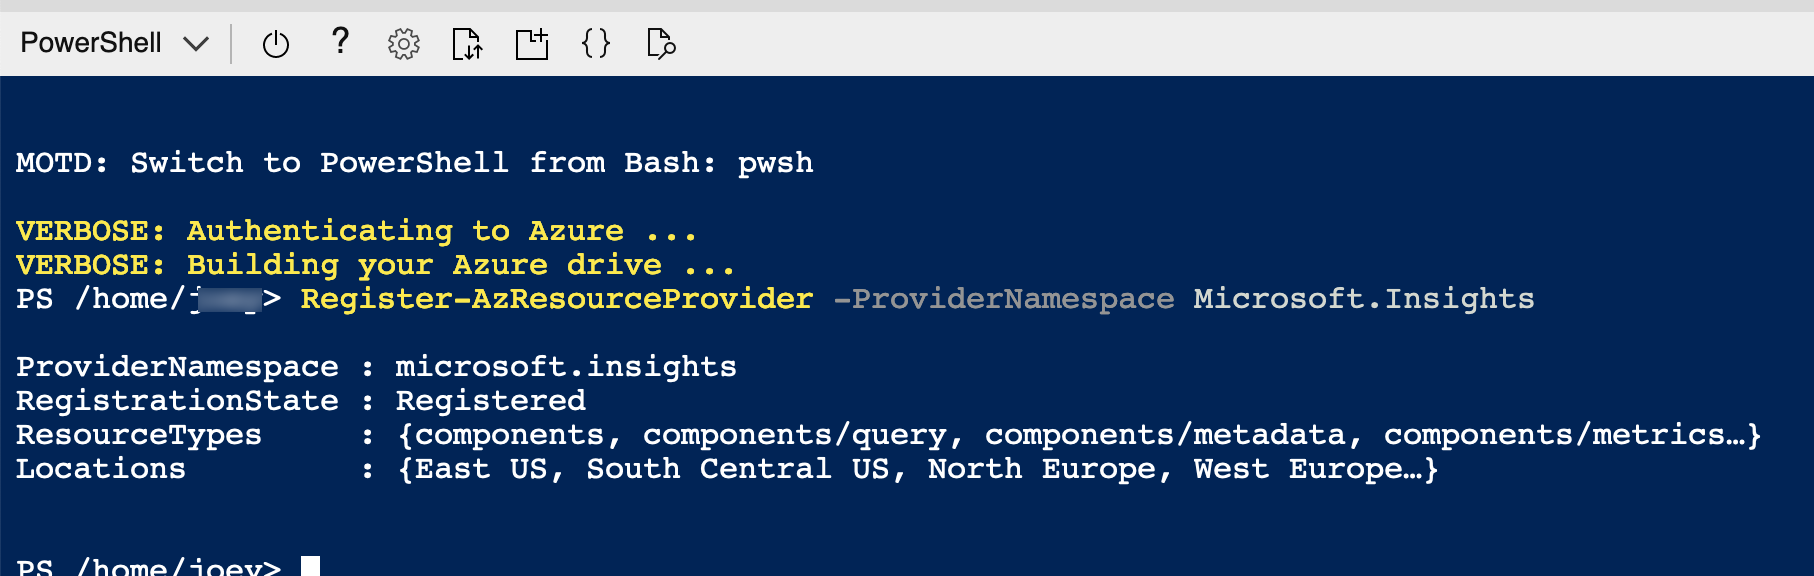 PowerShell
MOTD: Switch to PowerShell from Bash: pwsh
VERBOSE: Authenticating to Azure ...
VERBOSE: Building your Azure drive ...
PS /home/> Register-AzResourceProvider -ProviderNamespace Microsoft.Insights
ProviderNamespace : microsoft.insights
RegistrationState : Registered
ResourceTypes : {components, components/query, components/metadata, components/metrics…}
Locations : {East US, South Central US, North Europe, West Europe…}
PS /home/joey>